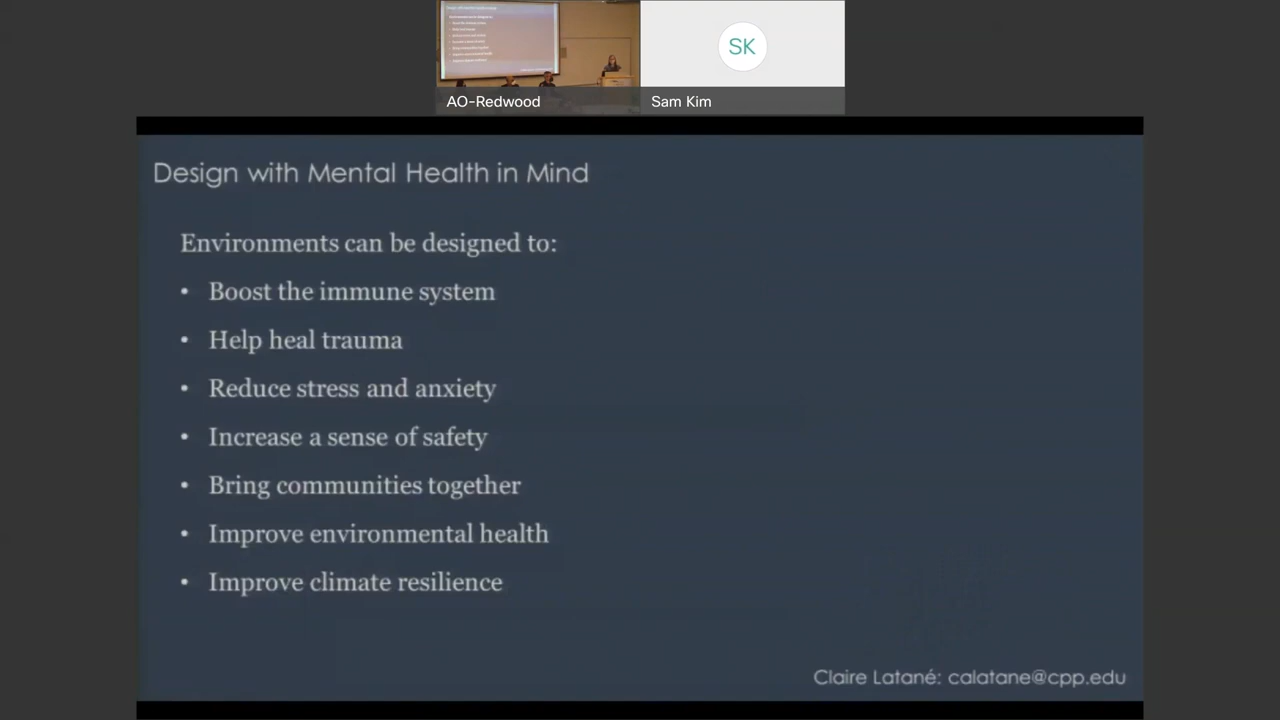 AO-Redwood
SK
Sam Kim
Design with Mental Health in Mind
Environments can be designed to:
• Boost the immune system
• Help heal trauma
• Reduce stress and anxiety
• Increase a sense of safety
• Bring communities together
• Improve environmental health
• Improve climate resilience
Claire Latané: calatane@cpp.edu